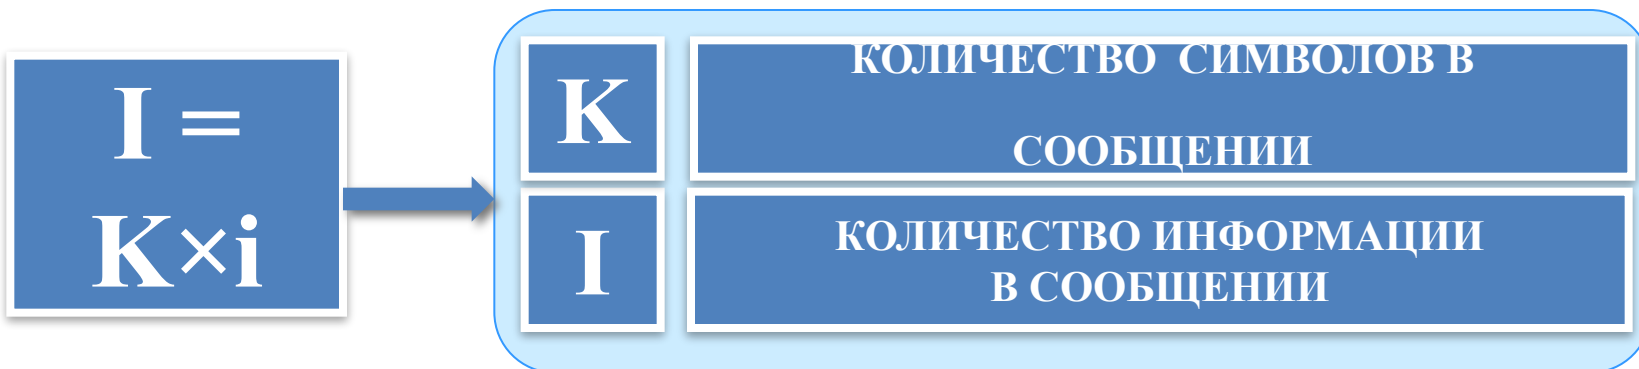 I =
K×i
K
КОЛИЧЕСТВО СИМВОЛОВ В
СООБЩЕНИИ
I
КОЛИЧЕСТВО ИНФОРМАЦИИ
В СООБЩЕНИИ